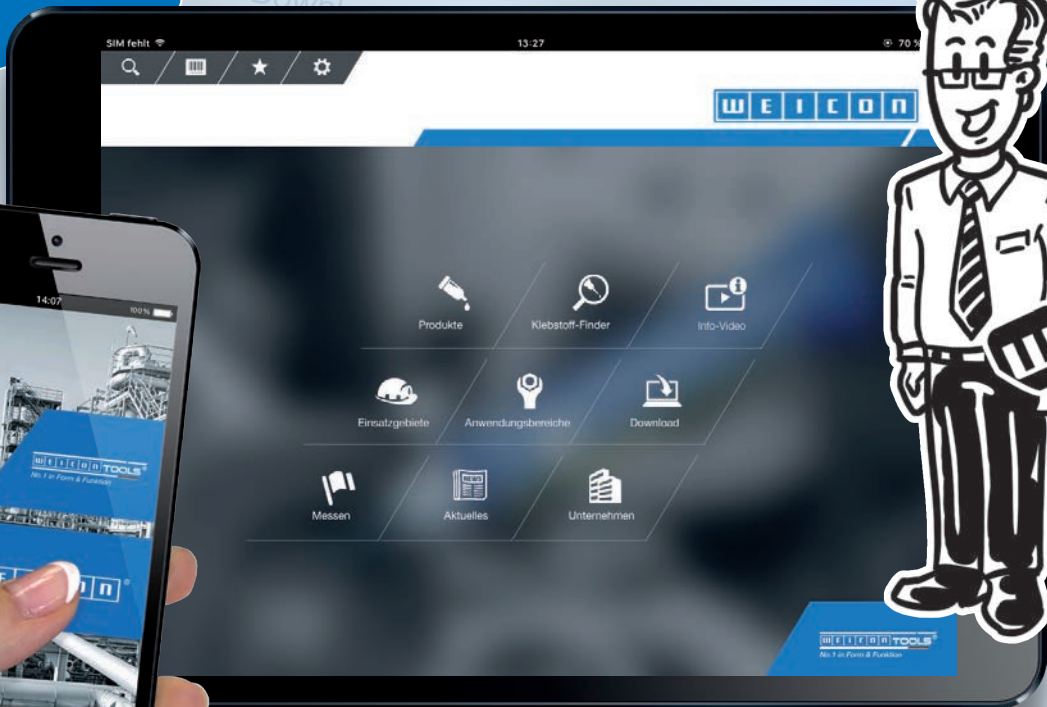 SIM fehlt
13:27
70 %
WEICON
Produkte
Klebstoff-Finder
Info-Video
Einsatzgebiete
Anwendungsbereiche
Download
NEWS
Messen
Aktuelles
Unternehmen
WEICON TOOLS®
No. 1 in Form & Funktion
14:07
100 %
WEICON TOOLS®
No. 1 in Form & Funktion